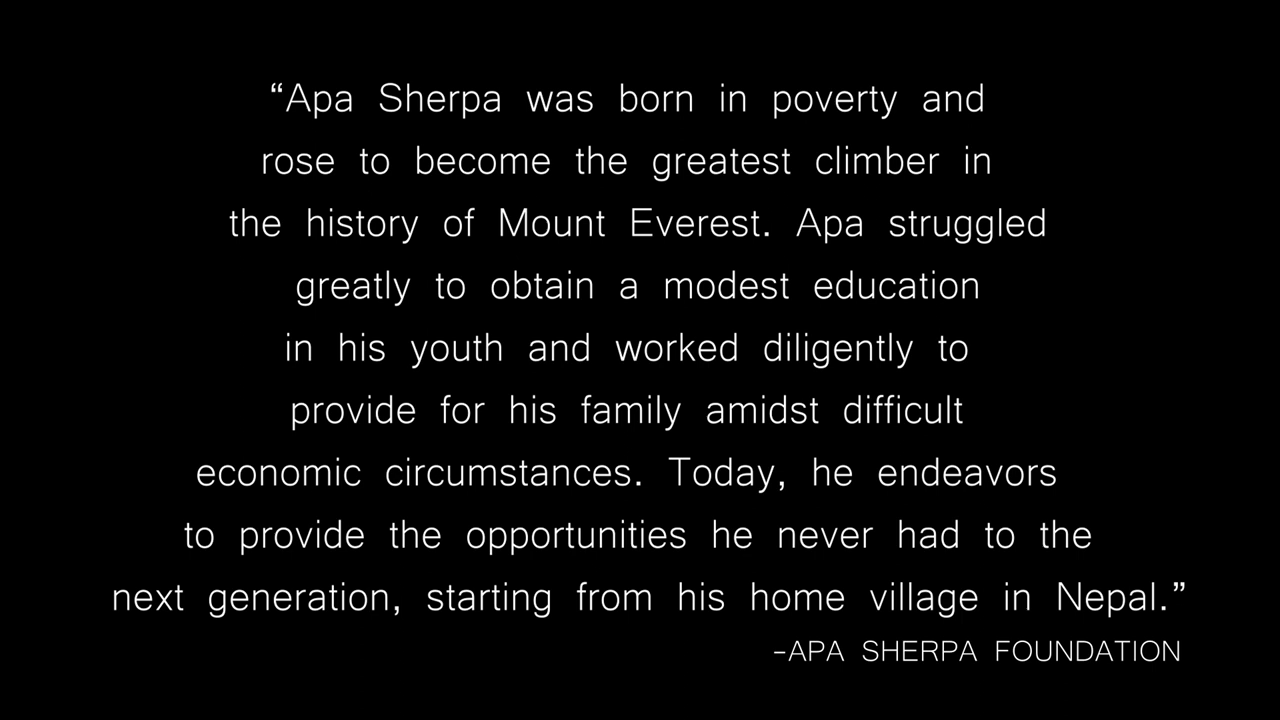 “Apa Sherpa was born in poverty and
rose to become the greatest climber in
the history of Mount Everest. Apa struggled
greatly to obtain a modest education
in his youth and worked diligently to
provide for his family amidst difficult
economic circumstances. Today, he endeavors
to provide the opportunities he never had to the
next generation, starting from his home village in Nepal.”
-APA SHERPA FOUNDATION